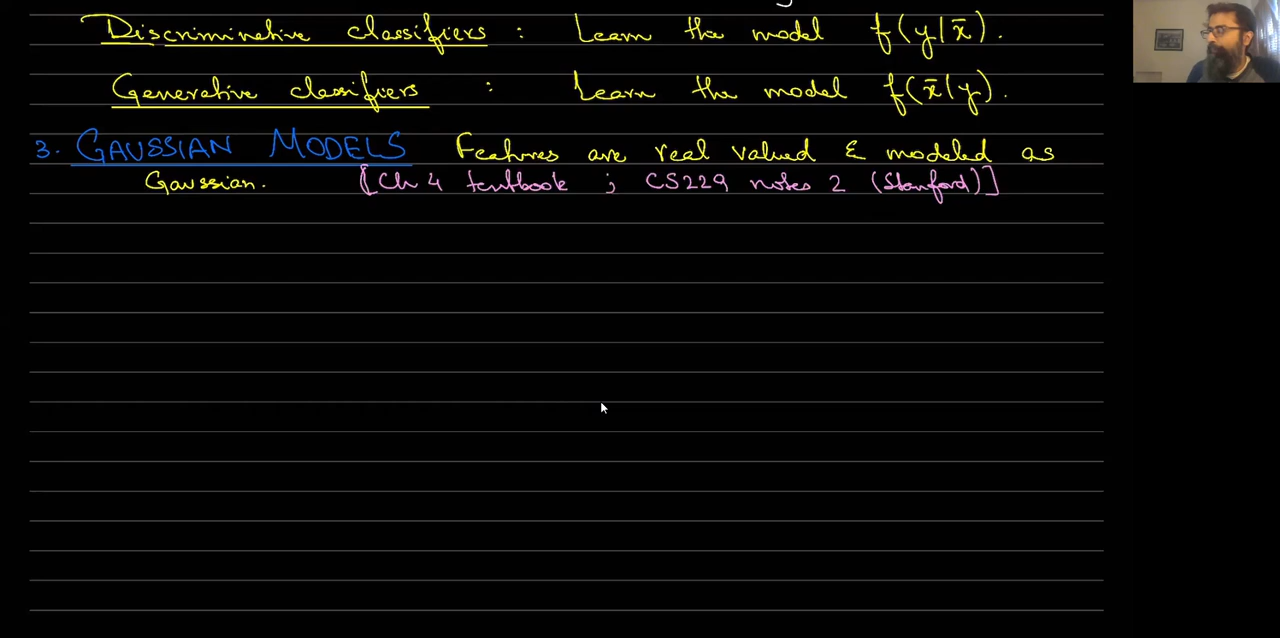 Discriminative classifiers : Learn the model f(y|x̄).
Generative classifiers : Learn the model f(x̄|y).
3. GAUSSIAN MODELS Features are real valued & modeled as
Gaussian. [Ch 4 textbook ; CS229 notes 2 (Stanford)]